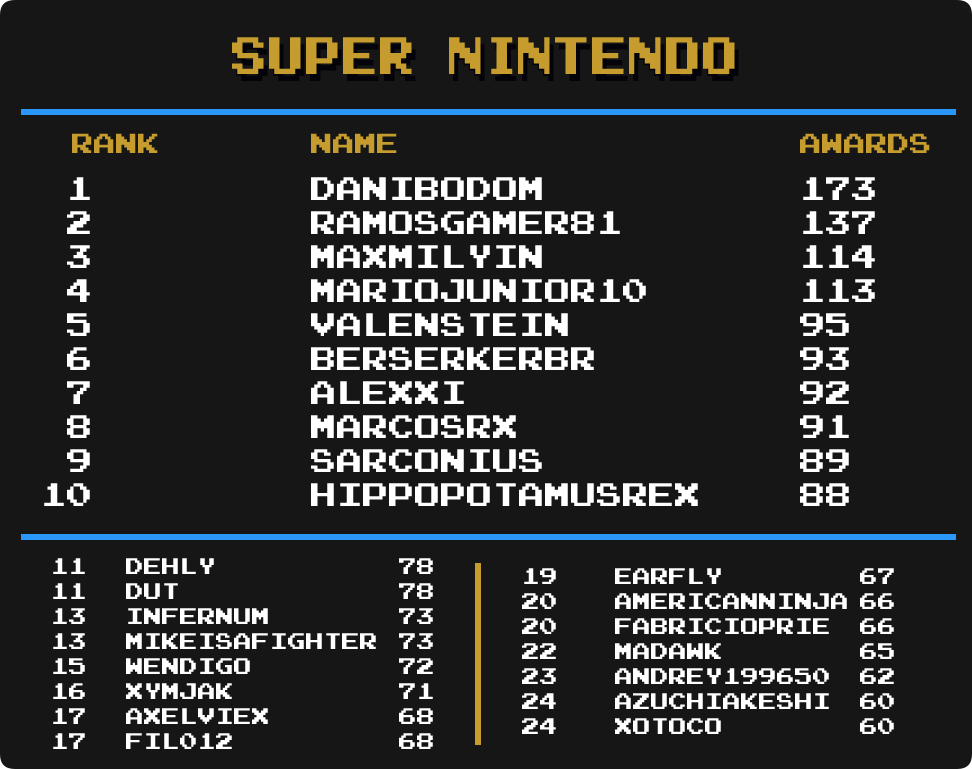 SUPER NINTENDO
RANK NAME AWARDS
1 DANIBODOM 173
2 RAMOSGAMER81 137
3 MAXMILYIN 114
4 MARIOJUNIOR10 113
5 VALENSTEIN 95
6 BERSERKERBR 93
7 ALEXXI 92
8 MARCOSRX 91
9 SARCONIUS 89
10 HIPPOPOTAMUSREX 88
11 DEHLY 78
11 DUT 78
13 INFERNUM 73
13 MIKEISAFIGHTER 73
15 WENDIGO 72
16 XYMJAK 71
17 AXELVIEX 68
17 FIL012 68
19 EARFLY 67
20 AMERICANNINJA 66
20 FABRICIOPRIE 66
22 MADAWK 65
23 ANDREY199650 62
24 AZUCHIAKESHI 60
24 XOTOCO 60